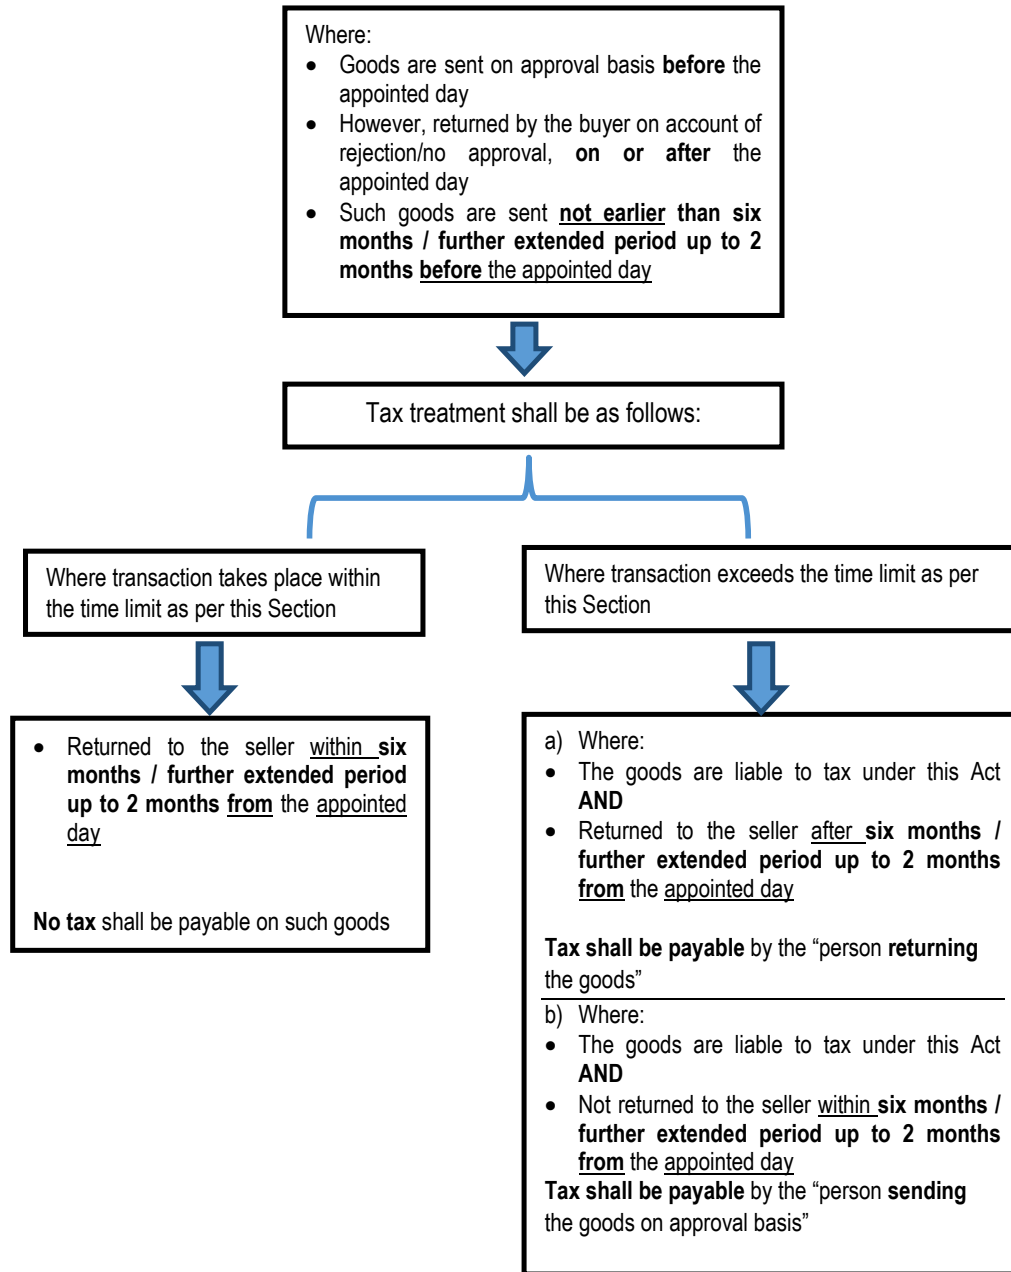 Where:
• Goods are sent on approval basis before the
appointed day
• However, returned by the buyer on account of
rejection/no approval, on or after the
appointed day
• Such goods are sent not earlier than six
months / further extended period up to 2
months before the appointed day
Tax treatment shall be as follows:
Where transaction takes place within
the time limit as per this Section
• Returned to the seller within six
months / further extended period
up to 2 months from the appointed
day
No tax shall be payable on such goods
Where transaction exceeds the time limit as per
this Section
a) Where:
• The goods are liable to tax under this Act
AND
• Returned to the seller after six months /
further extended period up to 2 months
from the appointed day
Tax shall be payable by the “person returning
the goods”
b) Where:
• The goods are liable to tax under this Act
AND
• Not returned to the seller within six months /
further extended period up to 2 months
from the appointed day
Tax shall be payable by the “person sending
the goods on approval basis”